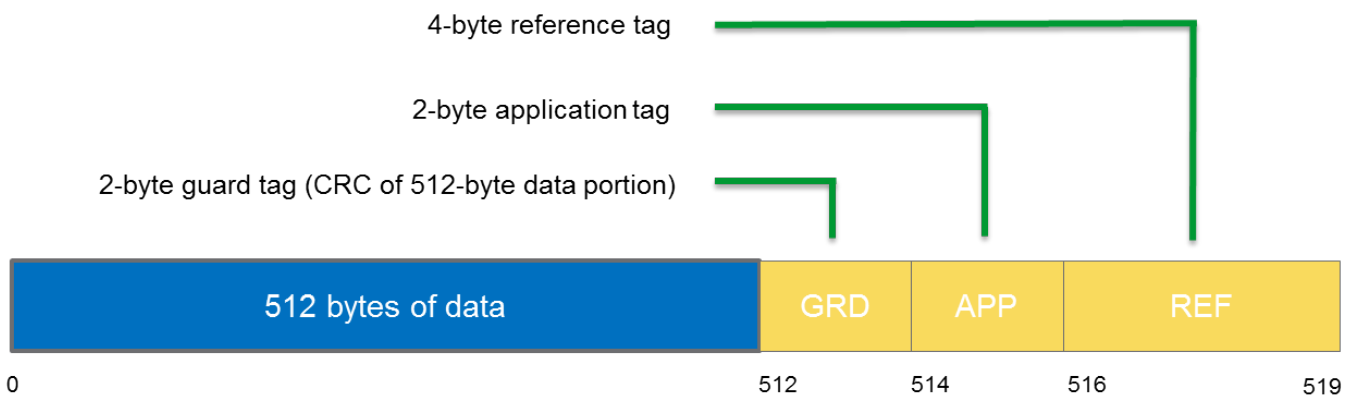 4-byte reference tag
2-byte application tag
2-byte guard tag (CRC of 512-byte data portion)
512 bytes of data GRD APP REF
0 512 514 516 519